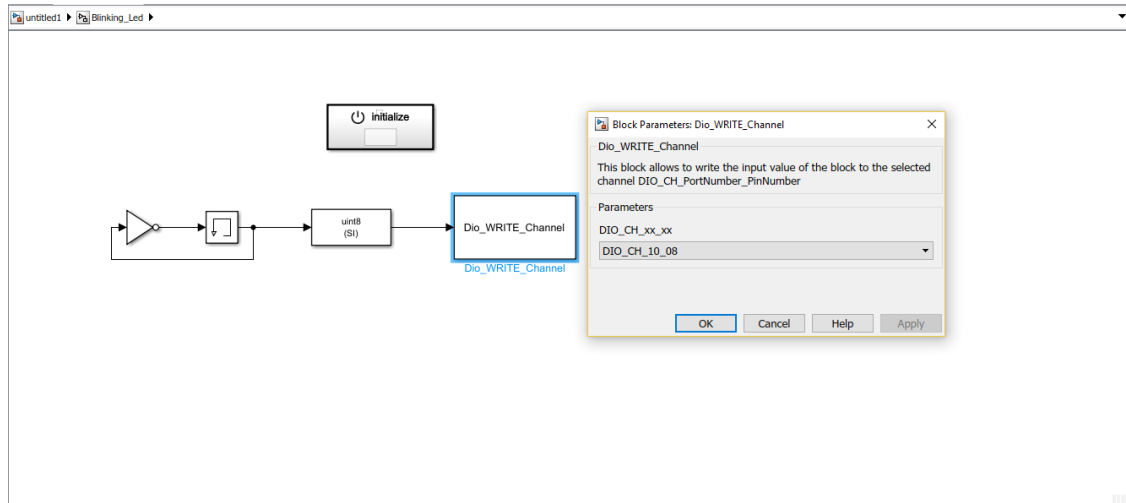 untitled1 Blinking_Led
initialize
uint8
(SI)
Dio_WRITE_Channel
Dio_WRITE_Channel
Block Parameters: Dio_WRITE_Channel
Dio_WRITE_Channel
This block allows to write the input value of the block to the selected
channel DIO_CH_PortNumber_PinNumber
Parameters
DIO_CH_xx_xx
DIO_CH_10_08
OK Cancel Help Apply